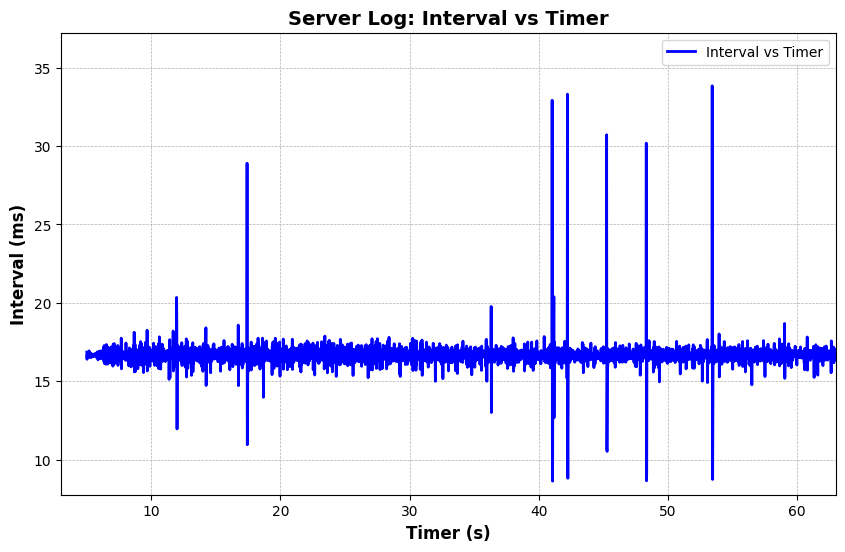 Server Log: Interval vs Timer
Interval vs Timer
35
30
25
20
15
10
Interval (ms)
10 20 30 40 50 60
Timer (s)